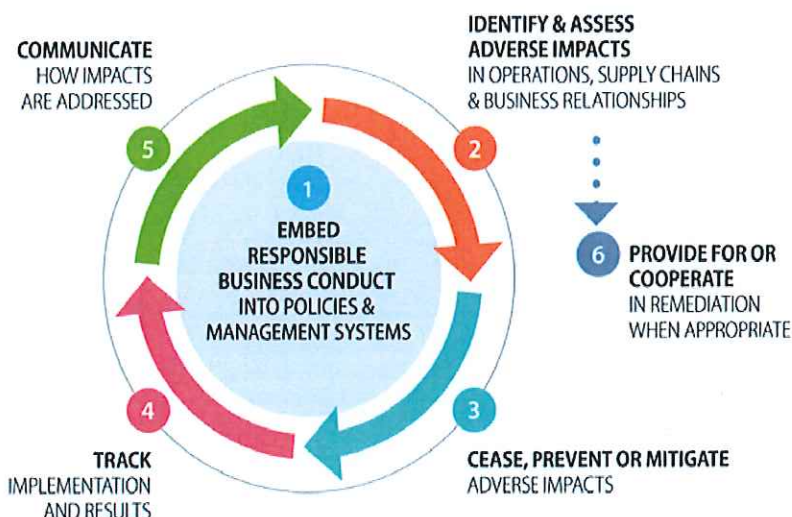 COMMUNICATE
HOW IMPACTS
ARE ADDRESSED
5
IDENTIFY & ASSESS
ADVERSE IMPACTS
IN OPERATIONS, SUPPLY CHAINS
& BUSINESS RELATIONSHIPS
2
1
EMBED
RESPONSIBLE
BUSINESS CONDUCT
INTO POLICIES &
MANAGEMENT SYSTEMS
6
PROVIDE FOR OR
COOPERATE
IN REMEDIATION
WHEN APPROPRIATE
4
TRACK
IMPLEMENTATION
AND RESULTS
3
CEASE, PREVENT OR MITIGATE
ADVERSE IMPACTS